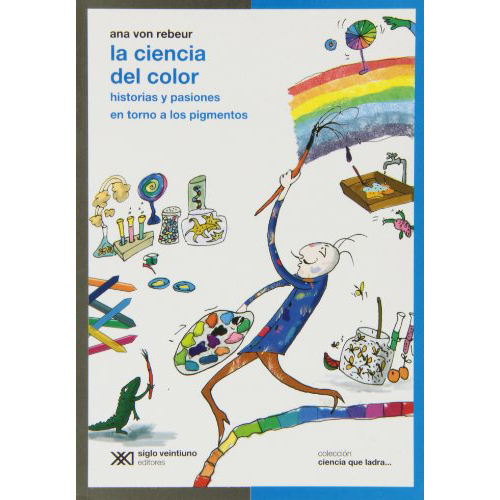 ana von rebeur
la ciencia
del color
historias y pasiones
en torno a los pigmentos
siglo veintiuno
editores
colección
ciencia que ladra...